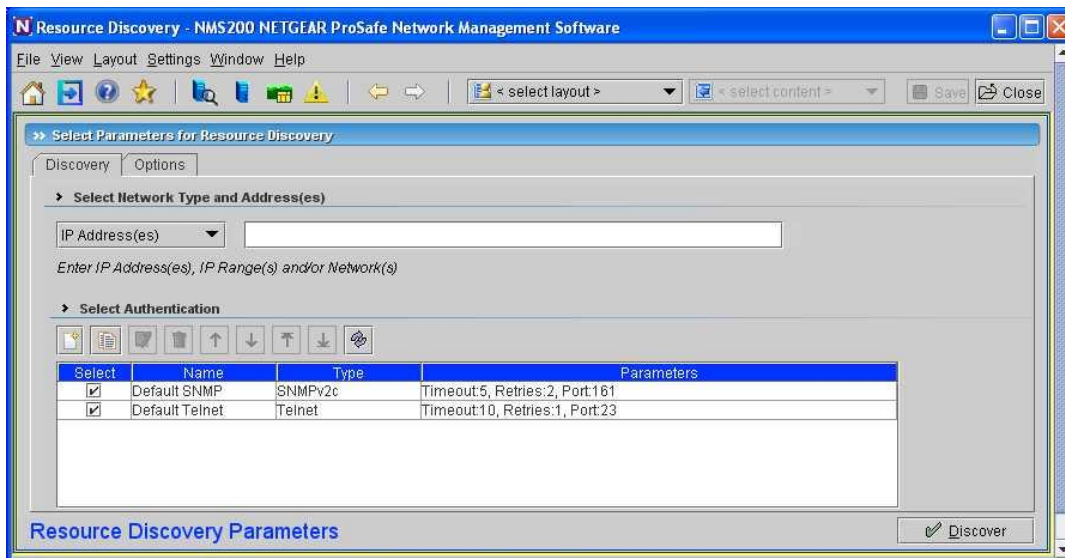 Resource Discovery - NMS200 NETGEAR ProSafe Network Management Software
File View Layout Settings Window Help
< select layout > < select content > Save Close
>> Select Parameters for Resource Discovery
Discovery Options
Select Network Type and Address(es)
IP Address(es)
Enter IP Address(es), IP Range(s) and/or Network(s)
Select Authentication
Select Name Type Parameters
Default SNMP SNMPv2c Timeout:5, Retries:2, Port:161
Default Telnet Telnet Timeout:10, Retries:1, Port:23
Resource Discovery Parameters Discover